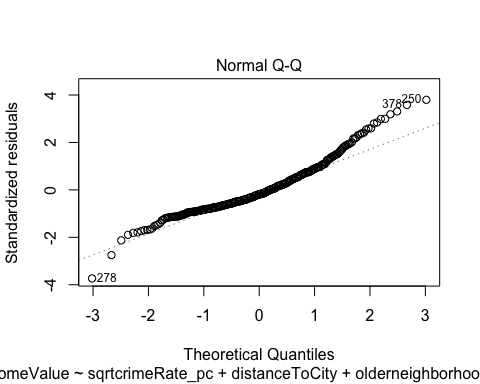 Normal Q-Q
Standardized residuals
4
2
0
-2
-4
378
250
278
-3 -2 -1 0 1 2 3
Theoretical Quantiles
omeValue ~ sqrtcrimeRate_pc + distanceToCity + olderneighborhoo